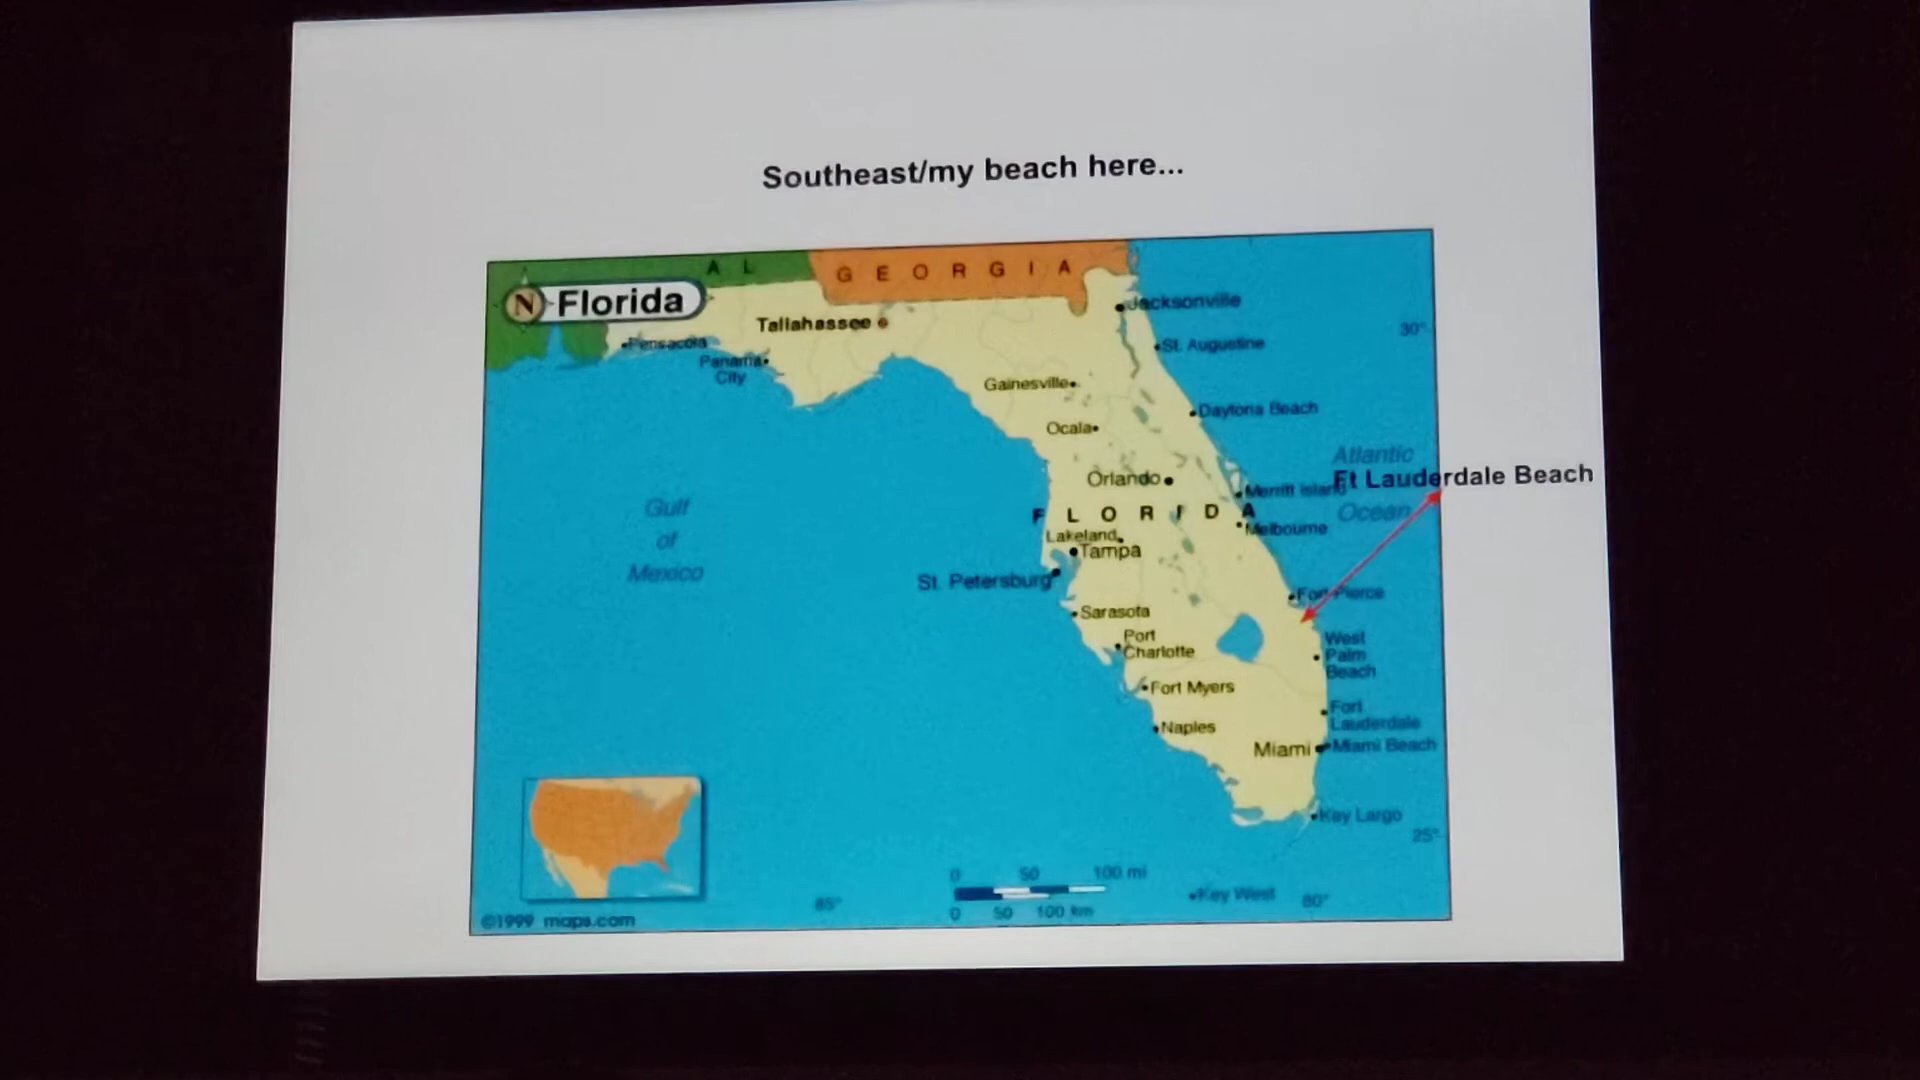 Southeast/my beach here...
A L
G E O R G I A
N Florida
Tallahassee
Jacksonville
Pensacola
Panama
City
St. Augustine
30°
Gainesville
Daytona Beach
Ocala
Atlantic
Ocean
Ft Lauderdale Beach
Orlando
Merritt Island
Gulf
of
Mexico
F L O R I D A
Melbourne
Lakeland
Tampa
St. Petersburg
Fort Pierce
Sarasota
Port
Charlotte
West
Palm
Beach
Fort Myers
Fort
Lauderdale
Naples
Miami
Miami Beach
Key Largo
25°
0 50 100 mi
0 50 100 km
Key West
85°
80°
©1999 maps.com